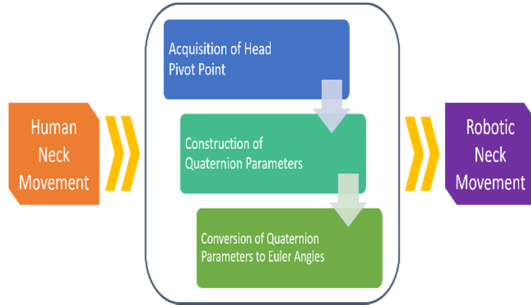 Human
Neck
Movement
Acquisition of Head
Pivot Point
Construction of
Quaternion Parameters
Conversion of Quaternion
Parameters to Euler Angles
Robotic
Neck
Movement